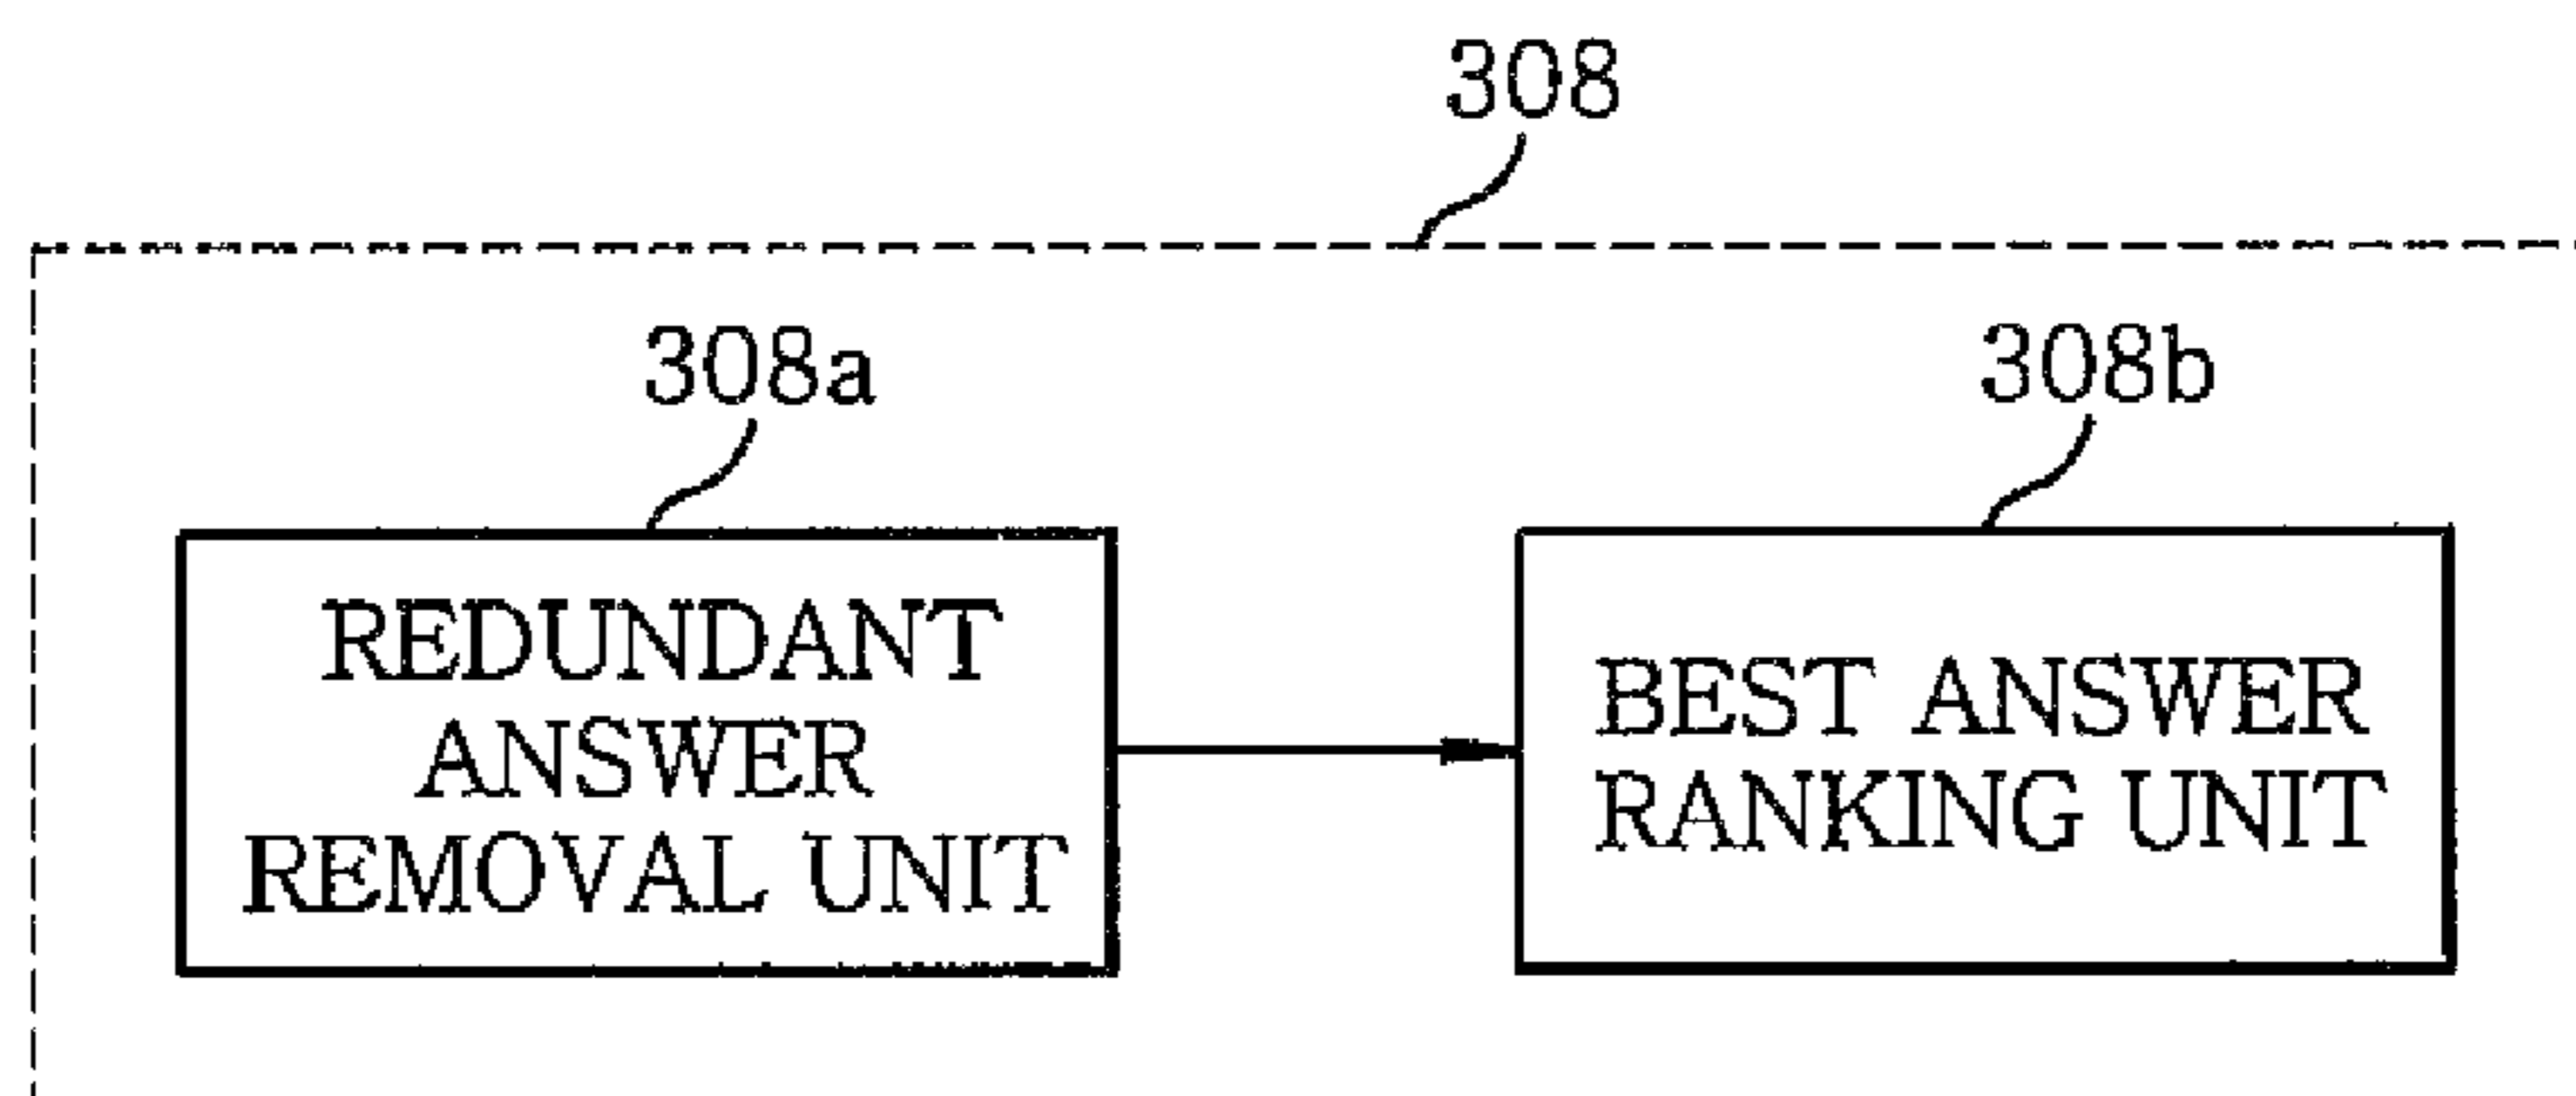 308
308a
308b
REDUNDANT
ANSWER
REMOVAL UNIT
BEST ANSWER
RANKING UNIT